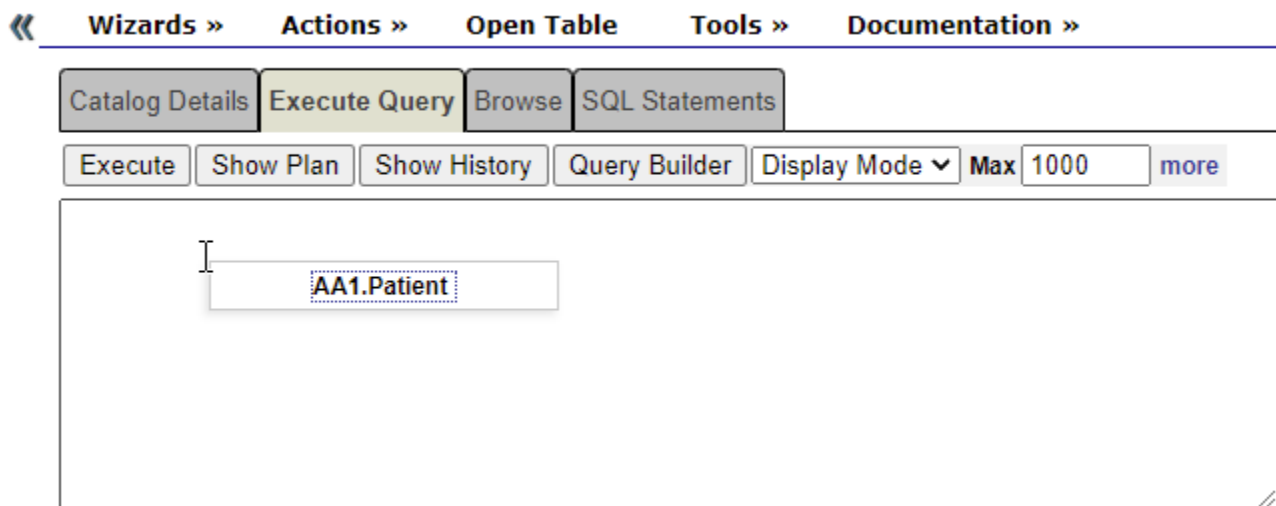 « Wizards » Actions » Open Table Tools » Documentation »
Catalog Details Execute Query Browse SQL Statements
Execute Show Plan Show History Query Builder Display Mode Max 1000 more
AA1.Patient